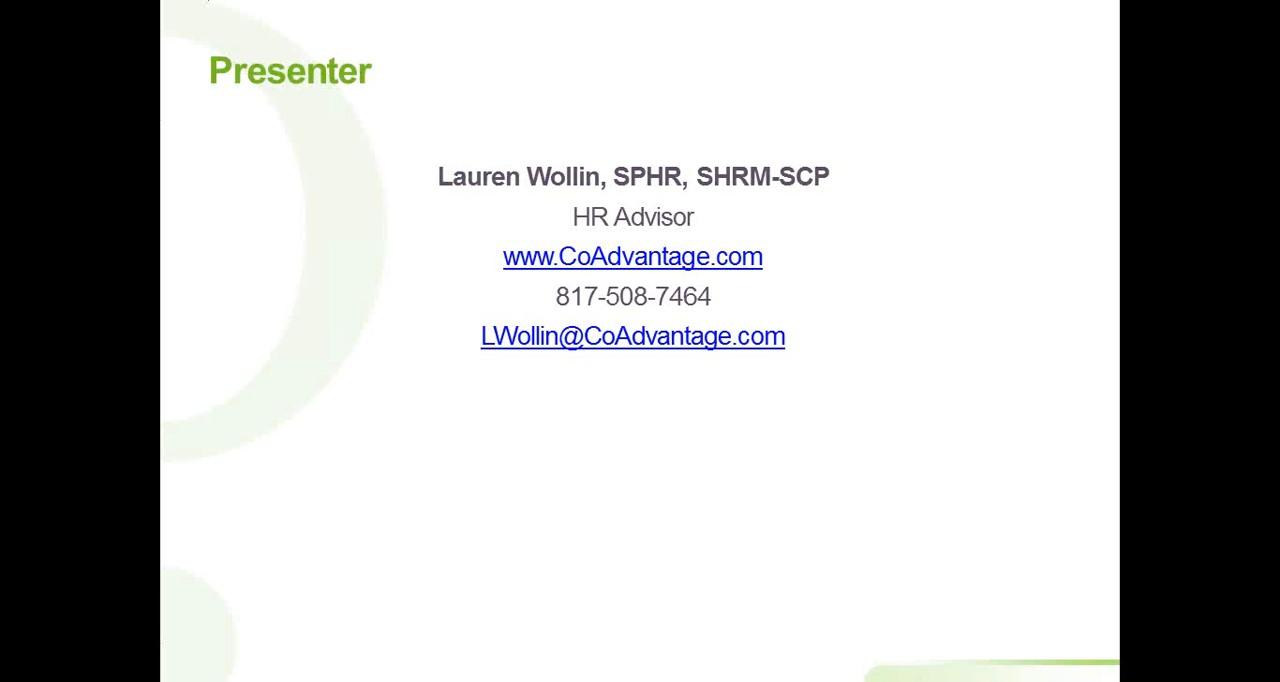 Presenter
Lauren Wollin, SPHR, SHRM-SCP
HR Advisor
www.CoAdvantage.com
817-508-7464
LWollin@CoAdvantage.com